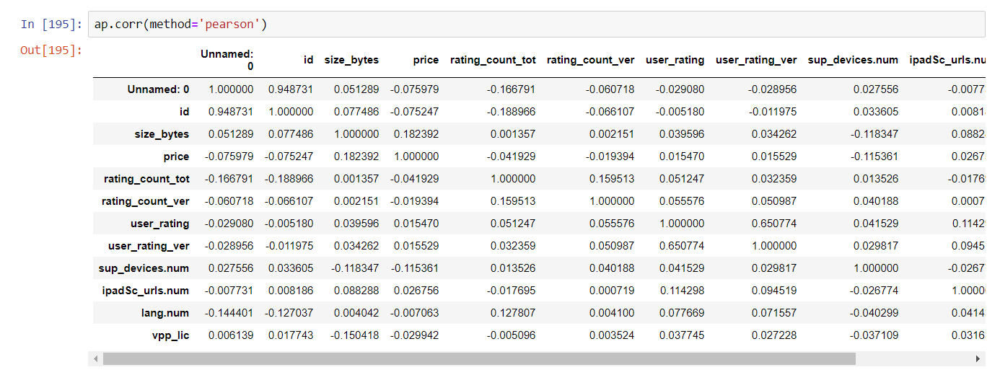 In [195]: ap.corr(method='pearson')
Out[195]:
Unnamed: 0 id size_bytes price rating_count_tot rating_count_ver user_rating user_rating_ver sup_devices.num ipadSc_urls.nu
Unnamed: 0 1.000000 0.948731 0.051289 -0.075979 -0.166791 -0.060718 -0.029080 -0.028956 0.027556 -0.0077
id 0.948731 1.000000 0.077486 -0.075247 -0.188966 -0.066107 -0.005180 -0.011975 0.033605 0.0081
size_bytes 0.051289 0.077486 1.000000 0.182392 0.001357 0.002151 0.039596 0.034262 -0.118347 0.0882
price -0.075979 -0.075247 0.182392 1.000000 -0.041929 -0.019394 0.015470 0.015529 -0.115361 0.0267
rating_count_tot -0.166791 -0.188966 0.001357 -0.041929 1.000000 0.159513 0.051247 0.032359 0.013526 -0.0176
rating_count_ver -0.060718 -0.066107 0.002151 -0.019394 0.159513 1.000000 0.055576 0.050987 0.040188 0.0007
user_rating -0.029080 -0.005180 0.039596 0.015470 0.051247 0.055576 1.000000 0.650774 0.041529 0.1142
user_rating_ver -0.028956 -0.011975 0.034262 0.015529 0.032359 0.050987 0.650774 1.000000 0.029817 0.0945
sup_devices.num 0.027556 0.033605 -0.118347 -0.115361 0.013526 0.040188 0.041529 0.029817 1.000000 -0.0267
ipadSc_urls.num -0.007731 0.008186 0.088288 0.026756 -0.017695 0.000719 0.114298 0.094519 -0.026774 1.0000
lang.num -0.144401 -0.127037 0.004042 -0.007063 0.127807 0.004100 0.077669 0.071557 -0.040299 0.0414
vpp_lic 0.006139 0.017743 -0.150418 -0.029942 -0.005096 0.003524 0.037745 0.027228 -0.037109 0.0316